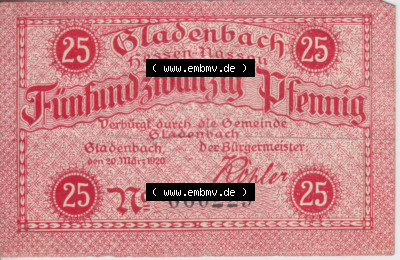 25 Gladenbach 25
Hessen-Nassau
( www.embmv.de )
Fünfundzwanzig Pfennig
Verbürgt durch die Gemeinde
Gladenbach
Gladenbach, Der Bürgermeister:
den 20. März 1920.
25 25
( www.embmv.de )
No